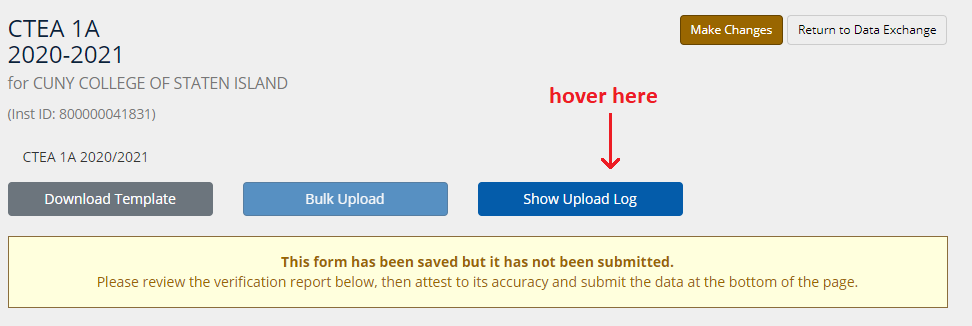 CTEA 1A
2020-2021
Make Changes
Return to Data Exchange
for CUNY COLLEGE OF STATEN ISLAND
(Inst ID: 800000041831)
hover here
CTEA 1A 2020/2021
Download Template
Bulk Upload
Show Upload Log
This form has been saved but it has not been submitted.
Please review the verification report below, then attest to its accuracy and submit the data at the bottom of the page.